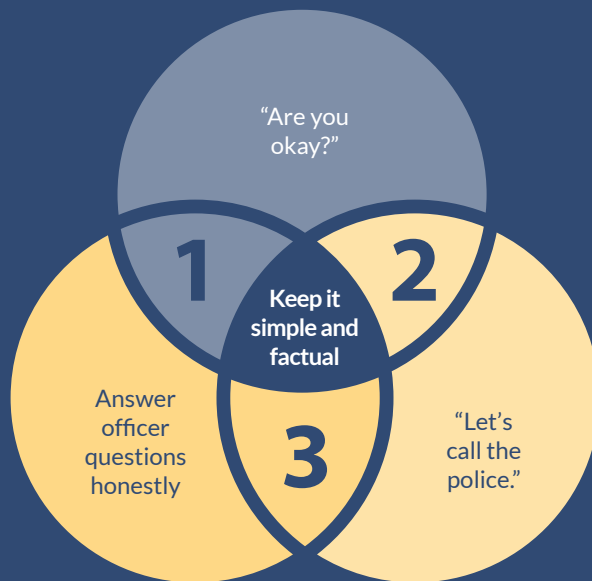 “Are you
okay?”
1
2
Keep it
simple and
factual
Answer
officer
questions
honestly
3
“Let’s
call the
police.”